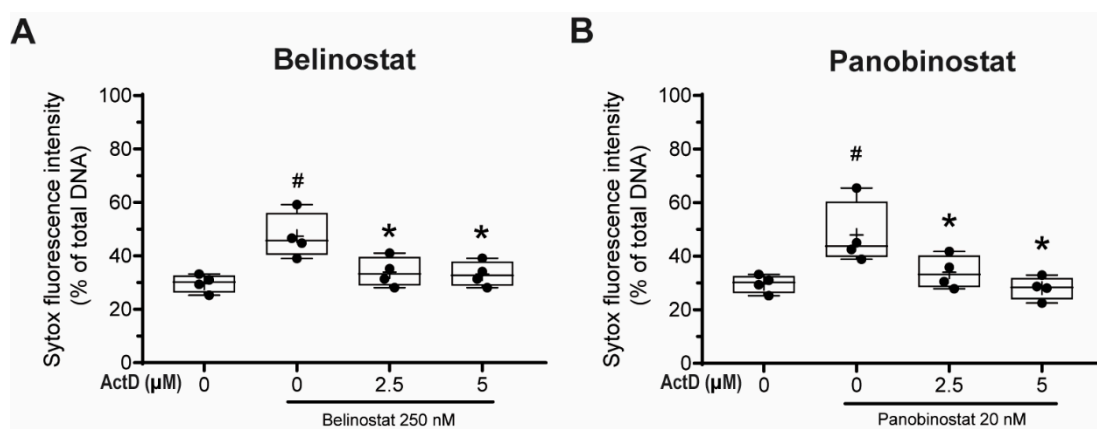 A
Belinostat
Sytox fluorescence intensity
(% of total DNA)
100
80
60
40
20
0
#
*
*
ActD (µM)
0
0
2.5
5
Belinostat 250 nM
B
Panobinostat
Sytox fluorescence intensity
(% of total DNA)
100
80
60
40
20
0
#
*
*
ActD (µM)
0
0
2.5
5
Panobinostat 20 nM